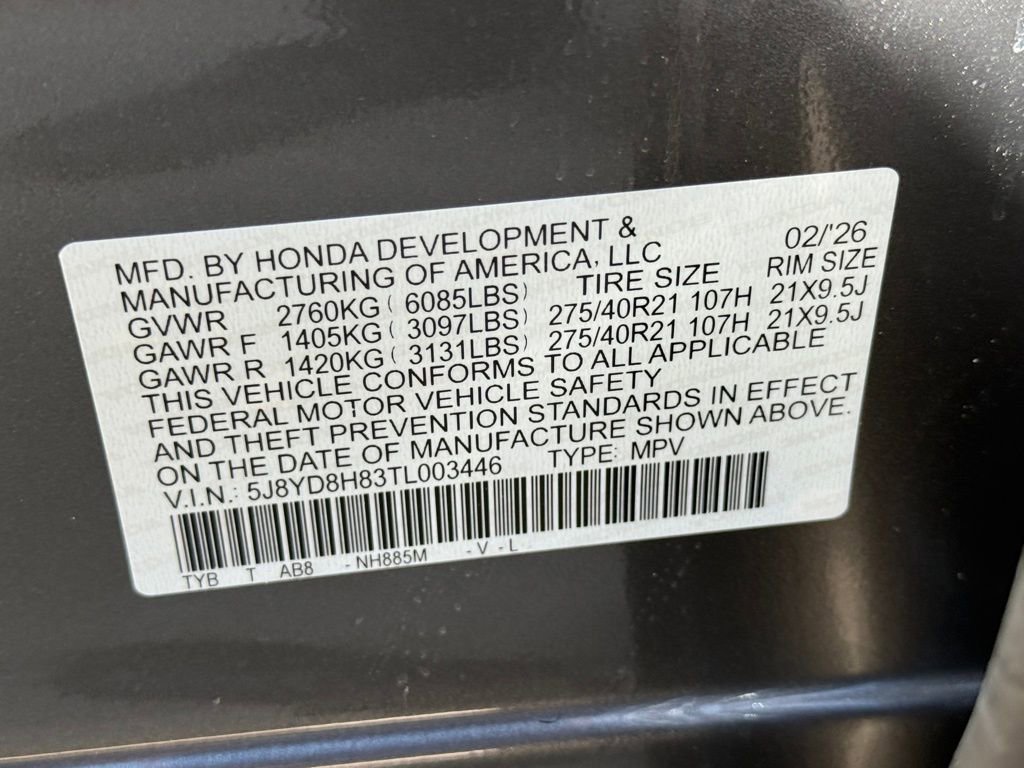 MFD. BY HONDA DEVELOPMENT & 02/'26
MANUFACTURING OF AMERICA, LLC
TIRE SIZE RIM SIZE
GVWR 2760KG (6085LBS)
GAWR F 1405KG (3097LBS) 275/40R21 107H 21X9.5J
GAWR R 1420KG (3131LBS) 275/40R21 107H 21X9.5J
THIS VEHICLE CONFORMS TO ALL APPLICABLE
FEDERAL MOTOR VEHICLE SAFETY
AND THEFT PREVENTION STANDARDS IN EFFECT
ON THE DATE OF MANUFACTURE SHOWN ABOVE.
V.I.N.: 5J8YD8H83TL003446 TYPE: MPV
TYB T AB8 - NH885M - V - L